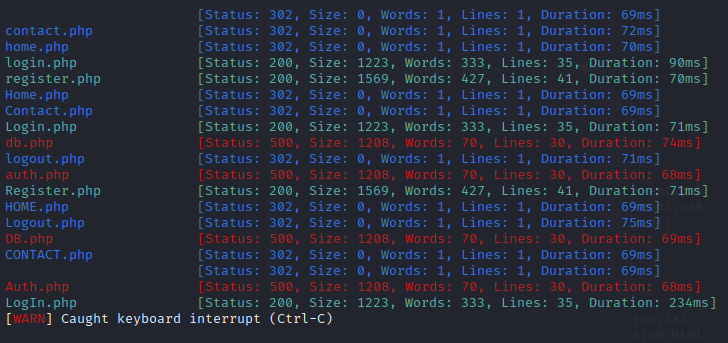 [Status: 302, Size: 0, Words: 1, Lines: 1, Duration: 69ms]
contact.php [Status: 302, Size: 0, Words: 1, Lines: 1, Duration: 72ms]
home.php [Status: 302, Size: 0, Words: 1, Lines: 1, Duration: 70ms]
login.php [Status: 200, Size: 1223, Words: 333, Lines: 35, Duration: 90ms]
register.php [Status: 200, Size: 1569, Words: 427, Lines: 41, Duration: 70ms]
Home.php [Status: 302, Size: 0, Words: 1, Lines: 1, Duration: 69ms]
Contact.php [Status: 302, Size: 0, Words: 1, Lines: 1, Duration: 69ms]
Login.php [Status: 200, Size: 1223, Words: 333, Lines: 35, Duration: 71ms]
db.php [Status: 500, Size: 1208, Words: 70, Lines: 30, Duration: 74ms]
logout.php [Status: 302, Size: 0, Words: 1, Lines: 1, Duration: 71ms]
auth.php [Status: 500, Size: 1208, Words: 70, Lines: 30, Duration: 68ms]
Register.php [Status: 200, Size: 1569, Words: 427, Lines: 41, Duration: 71ms]
HOME.php [Status: 302, Size: 0, Words: 1, Lines: 1, Duration: 69ms]
Logout.php [Status: 302, Size: 0, Words: 1, Lines: 1, Duration: 75ms]
DB.php [Status: 500, Size: 1208, Words: 70, Lines: 30, Duration: 69ms]
CONTACT.php [Status: 302, Size: 0, Words: 1, Lines: 1, Duration: 69ms]
[Status: 302, Size: 0, Words: 1, Lines: 1, Duration: 69ms]
Auth.php [Status: 500, Size: 1208, Words: 70, Lines: 30, Duration: 68ms]
LogIn.php [Status: 200, Size: 1223, Words: 333, Lines: 35, Duration: 234ms]
[WARN] Caught keyboard interrupt (Ctrl-C)